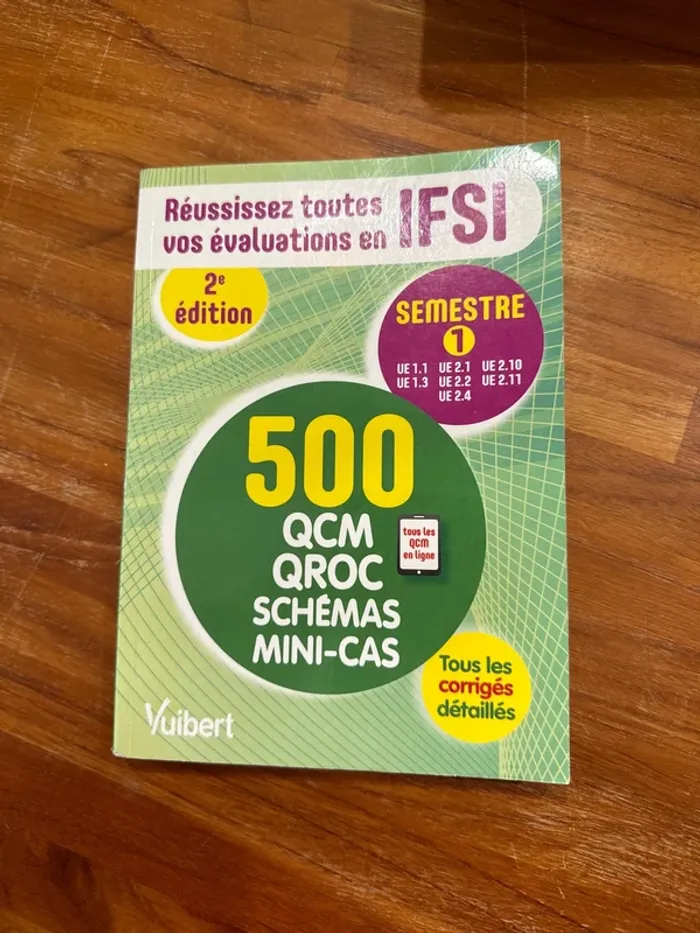 Réussissez toutes
vos évaluations en IFSI
2e
édition
SEMESTRE
1
UE 1.1 UE 2.1 UE 2.10
UE 1.3 UE 2.2 UE 2.11
UE 2.4
500
QCM
QROC
SCHÉMAS
MINI-CAS
tous les
QCM
en ligne
Tous les
corrigés
détaillés
Vuibert